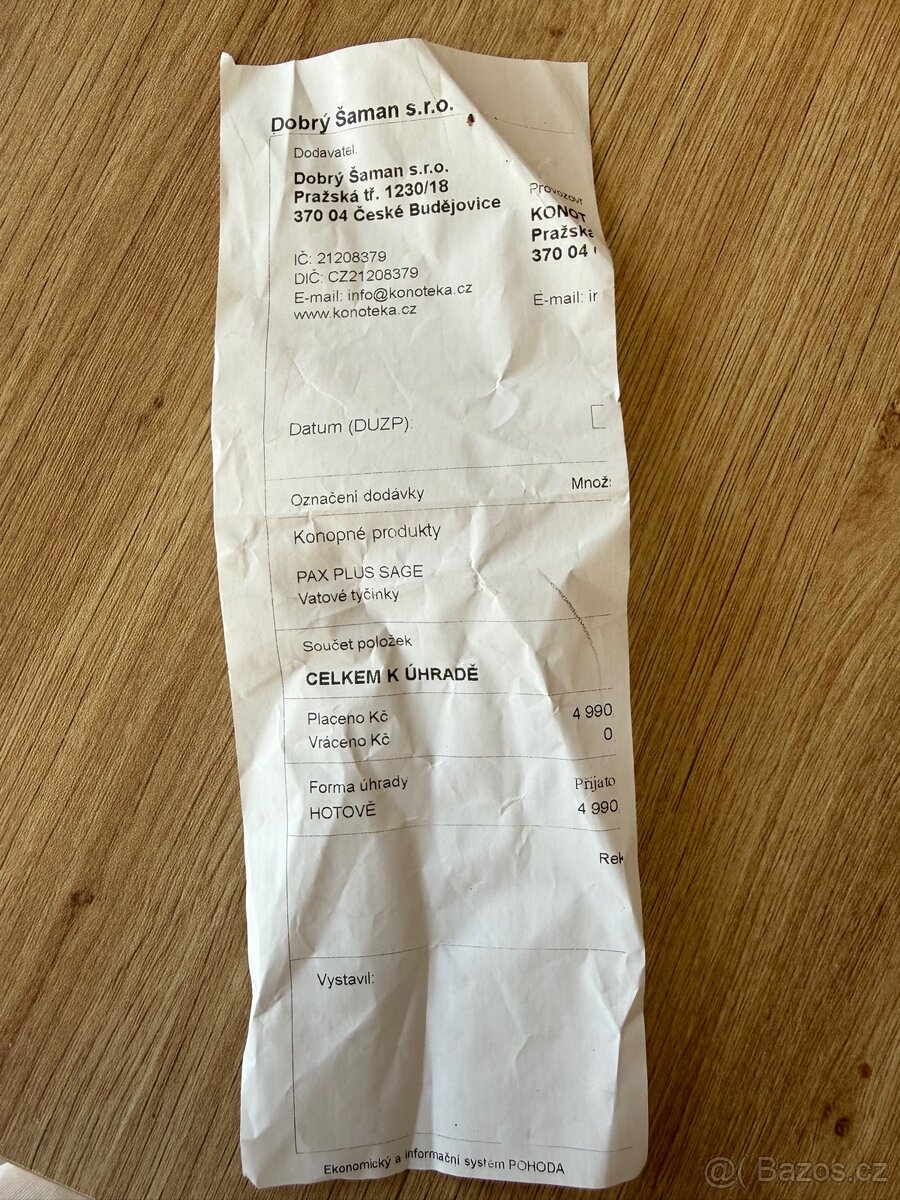 Dobrý Šaman s.r.o.
Dodavatel:
Dobrý Šaman s.r.o.
Pražská tř. 1230/18
370 04 České Budějovice
IČ: 21208379
DIČ: CZ21208379
E-mail: info@konoteka.cz
www.konoteka.cz
Provozov
KONOT
Pražská
370 04
E-mail: in
Datum (DUZP):
Označení dodávky Množs
Konopné produkty
PAX PLUS SAGE
Vatové tyčinky
Součet položek
CELKEM K ÚHRADĚ
Placeno Kč 4 990,
Vráceno Kč 0
Forma úhrady Přijato
HOTOVĚ 4 990,
Rek
Vystavil:
Ekonomický a informační systém POHODA
@( Bazos.cz